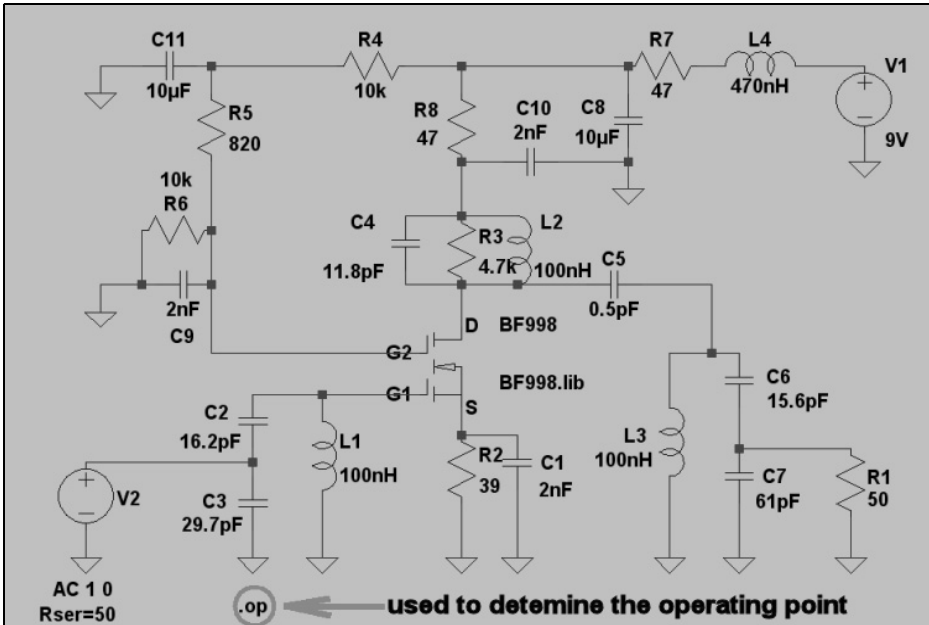 C11
10µF
R4
10k
R7
47
L4
470nH
V1
9V
R5
820
R8
47
C10
2nF
C8
10µF
10k
R6
C4
11.8pF
R3
4.7k
L2
100nH
C5
0.5pF
2nF
C9
D
BF998
G2
BF998.lib
G1
S
C2
16.2pF
L1
100nH
R2
39
C1
2nF
L3
100nH
C6
15.6pF
V2
C3
29.7pF
C7
61pF
R1
50
AC 1 0
Rser=50
.op
used to detemine the operating point